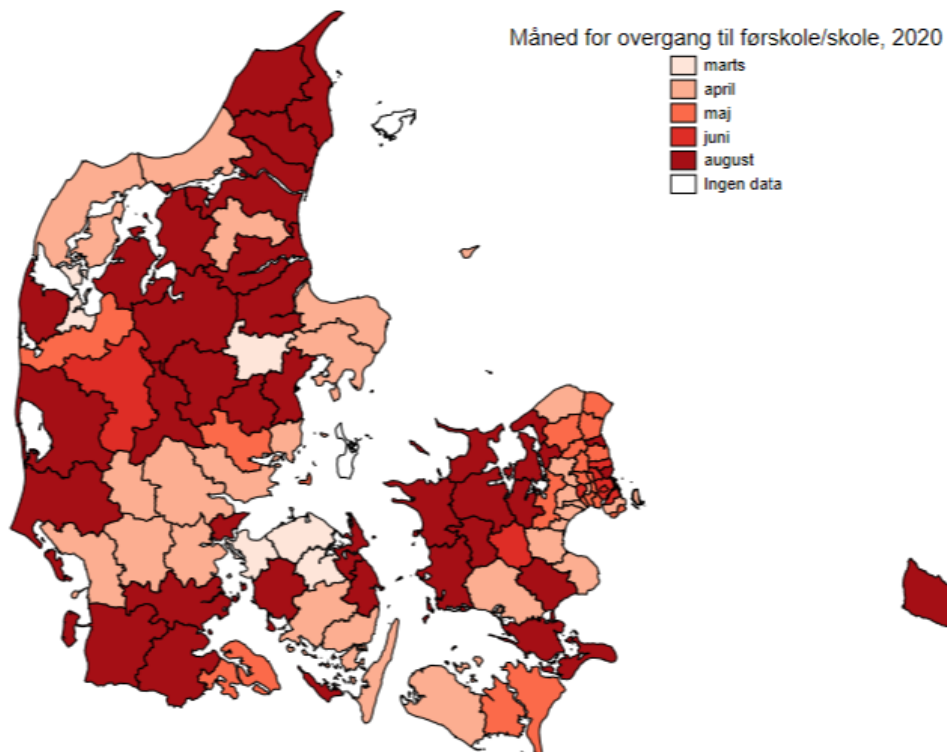 Måned for overgang til førskole/skole, 2020
marts
april
maj
juni
august
Ingen data